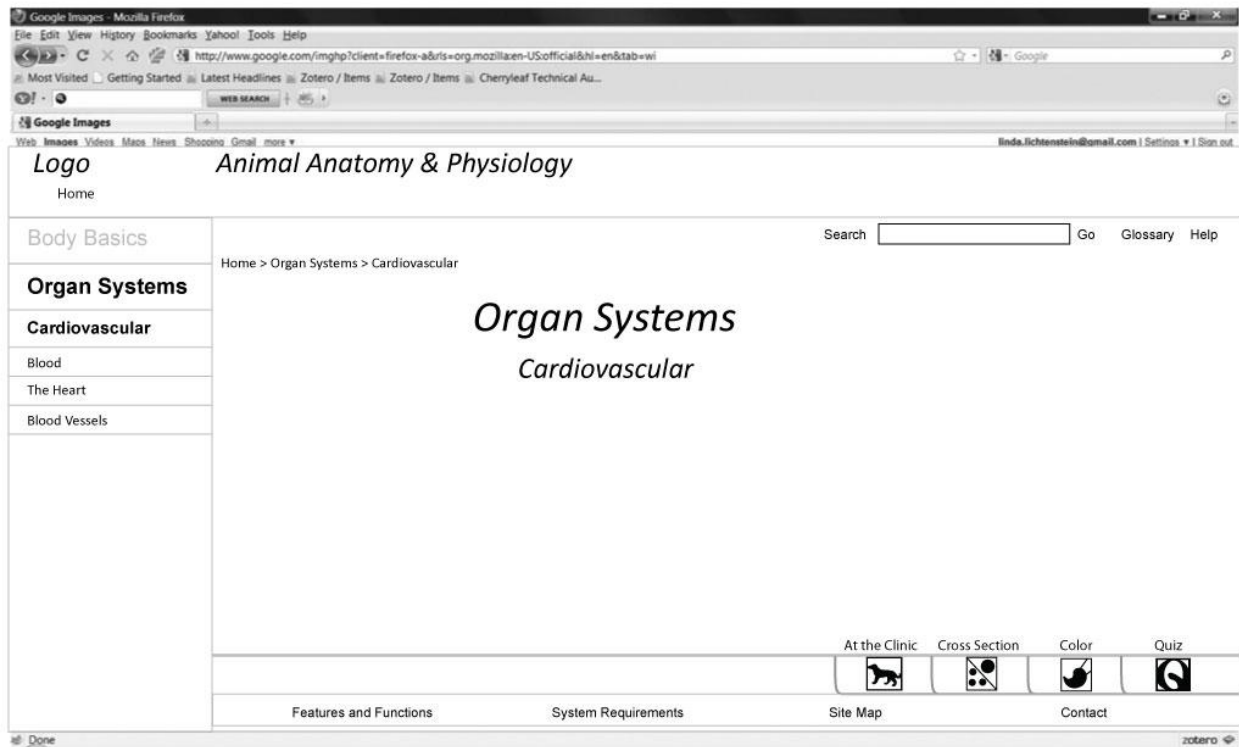 Google Images - Mozilla Firefox
File Edit View History Bookmarks Yahoo! Tools Help
http://www.google.com/imghp?client=firefox-a&rls=org.mozilla:en-US:official&hl=en&tab=wi Google
Most Visited Getting Started Latest Headlines Zotero / Items Zotero / Items Cherryleaf Technical Au...
WEB SEARCH
Google Images
Web Images Videos Maps News Shopping Gmail more ▼ linda.lichtenstein@gmail.com | Settings ▼ | Sign out
Logo Animal Anatomy & Physiology
Home
Body Basics
Search Go Glossary Help
Home > Organ Systems > Cardiovascular
Organ Systems
Organ Systems
Cardiovascular
Cardiovascular
Blood
The Heart
Blood Vessels
At the Clinic Cross Section Color Quiz
Q
Features and Functions System Requirements Site Map Contact
Done zotero